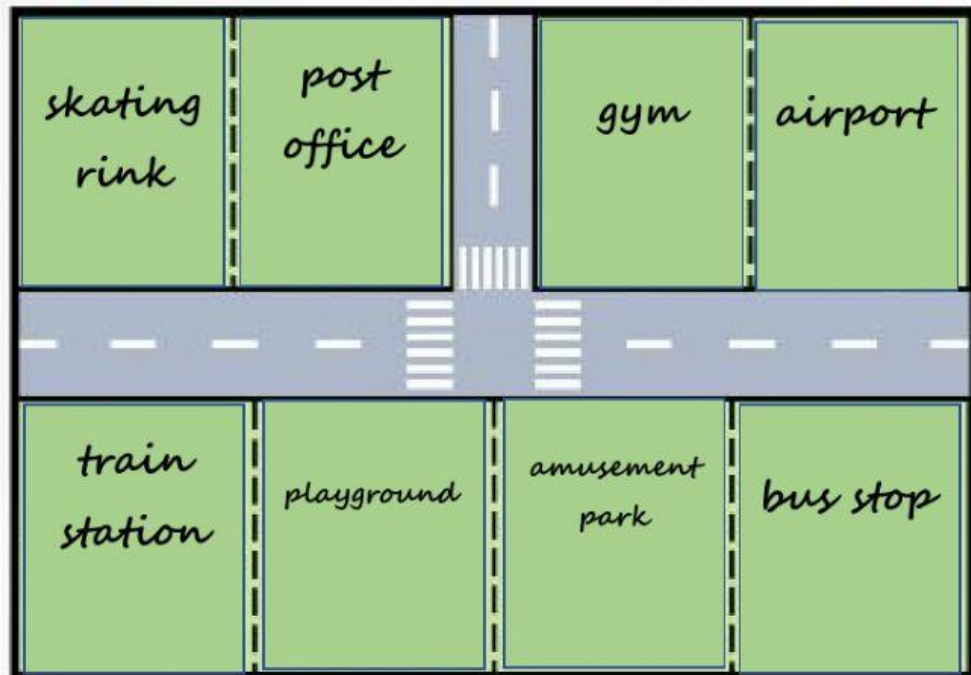 skating
rink
post
office
gym
airport
train
station
playground
amusement
park
bus stop